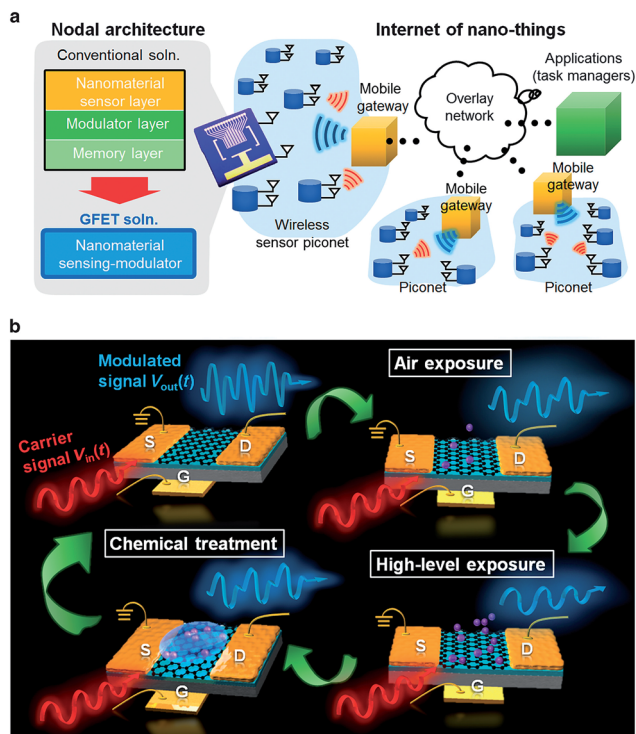 a
Nodal architecture
Conventional soln.
Nanomaterial
sensor layer
Modulator layer
Memory layer
GFET soln.
Nanomaterial
sensing-modulator
Internet of nano-things
Mobile
gateway
Wireless
sensor piconet
Overlay
network
Applications
(task managers)
Mobile
gateway
Piconet
Mobile
gateway
Piconet
b
Modulated
signal Vout(t)
Carrier
signal Vin(t)
S
D
G
Air exposure
S
D
G
Chemical treatment
S
D
G
High-level exposure
S
D
G